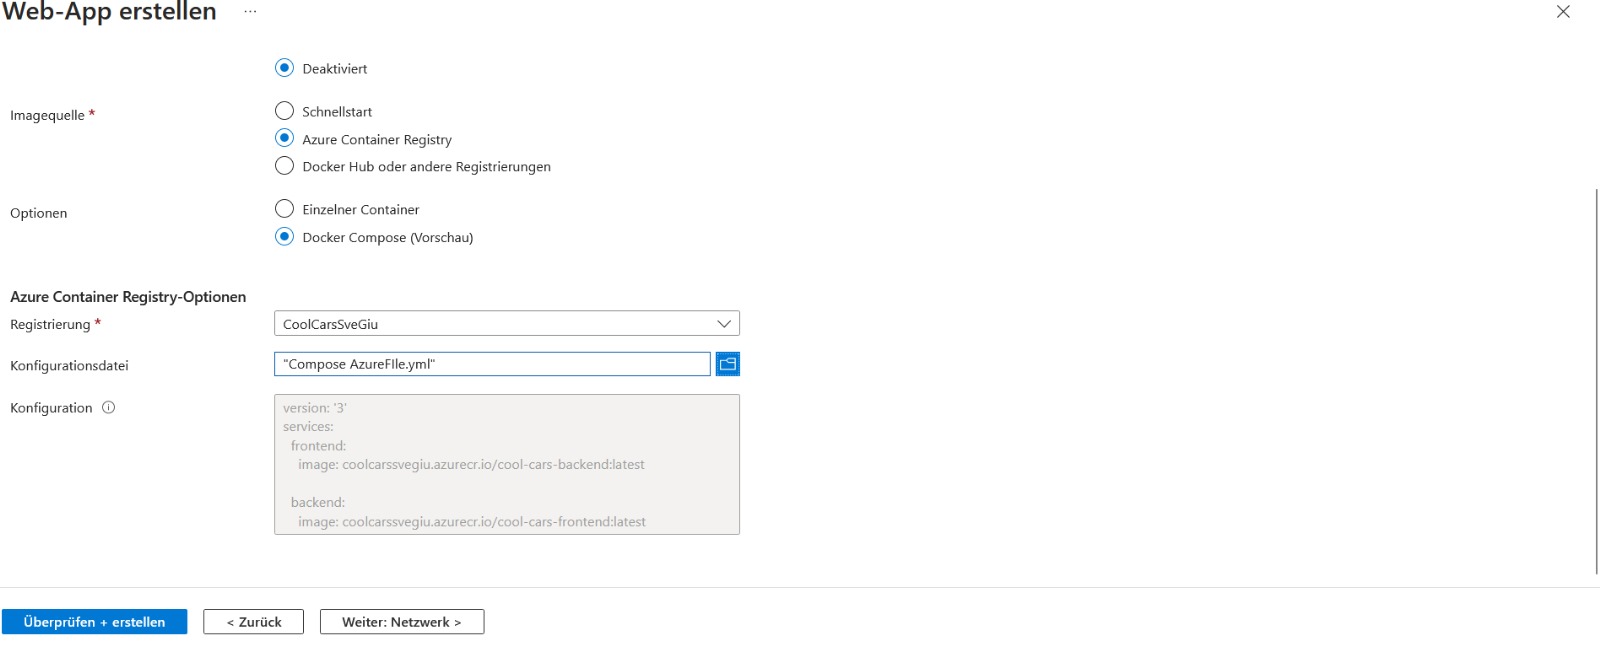 Web-App erstellen ...
Deaktiviert
Imagequelle *
Schnellstart
Azure Container Registry
Docker Hub oder andere Registrierungen
Optionen
Einzelner Container
Docker Compose (Vorschau)
Azure Container Registry-Optionen
Registrierung *
CoolCarsSveGiu
Konfigurationsdatei
"Compose AzureFIle.yml"
Konfiguration
version: '3'
services:
frontend:
image: coolcarssvegiu.azurecr.io/cool-cars-backend:latest
backend:
image: coolcarssvegiu.azurecr.io/cool-cars-frontend:latest
Überprüfen + erstellen
< Zurück
Weiter: Netzwerk >